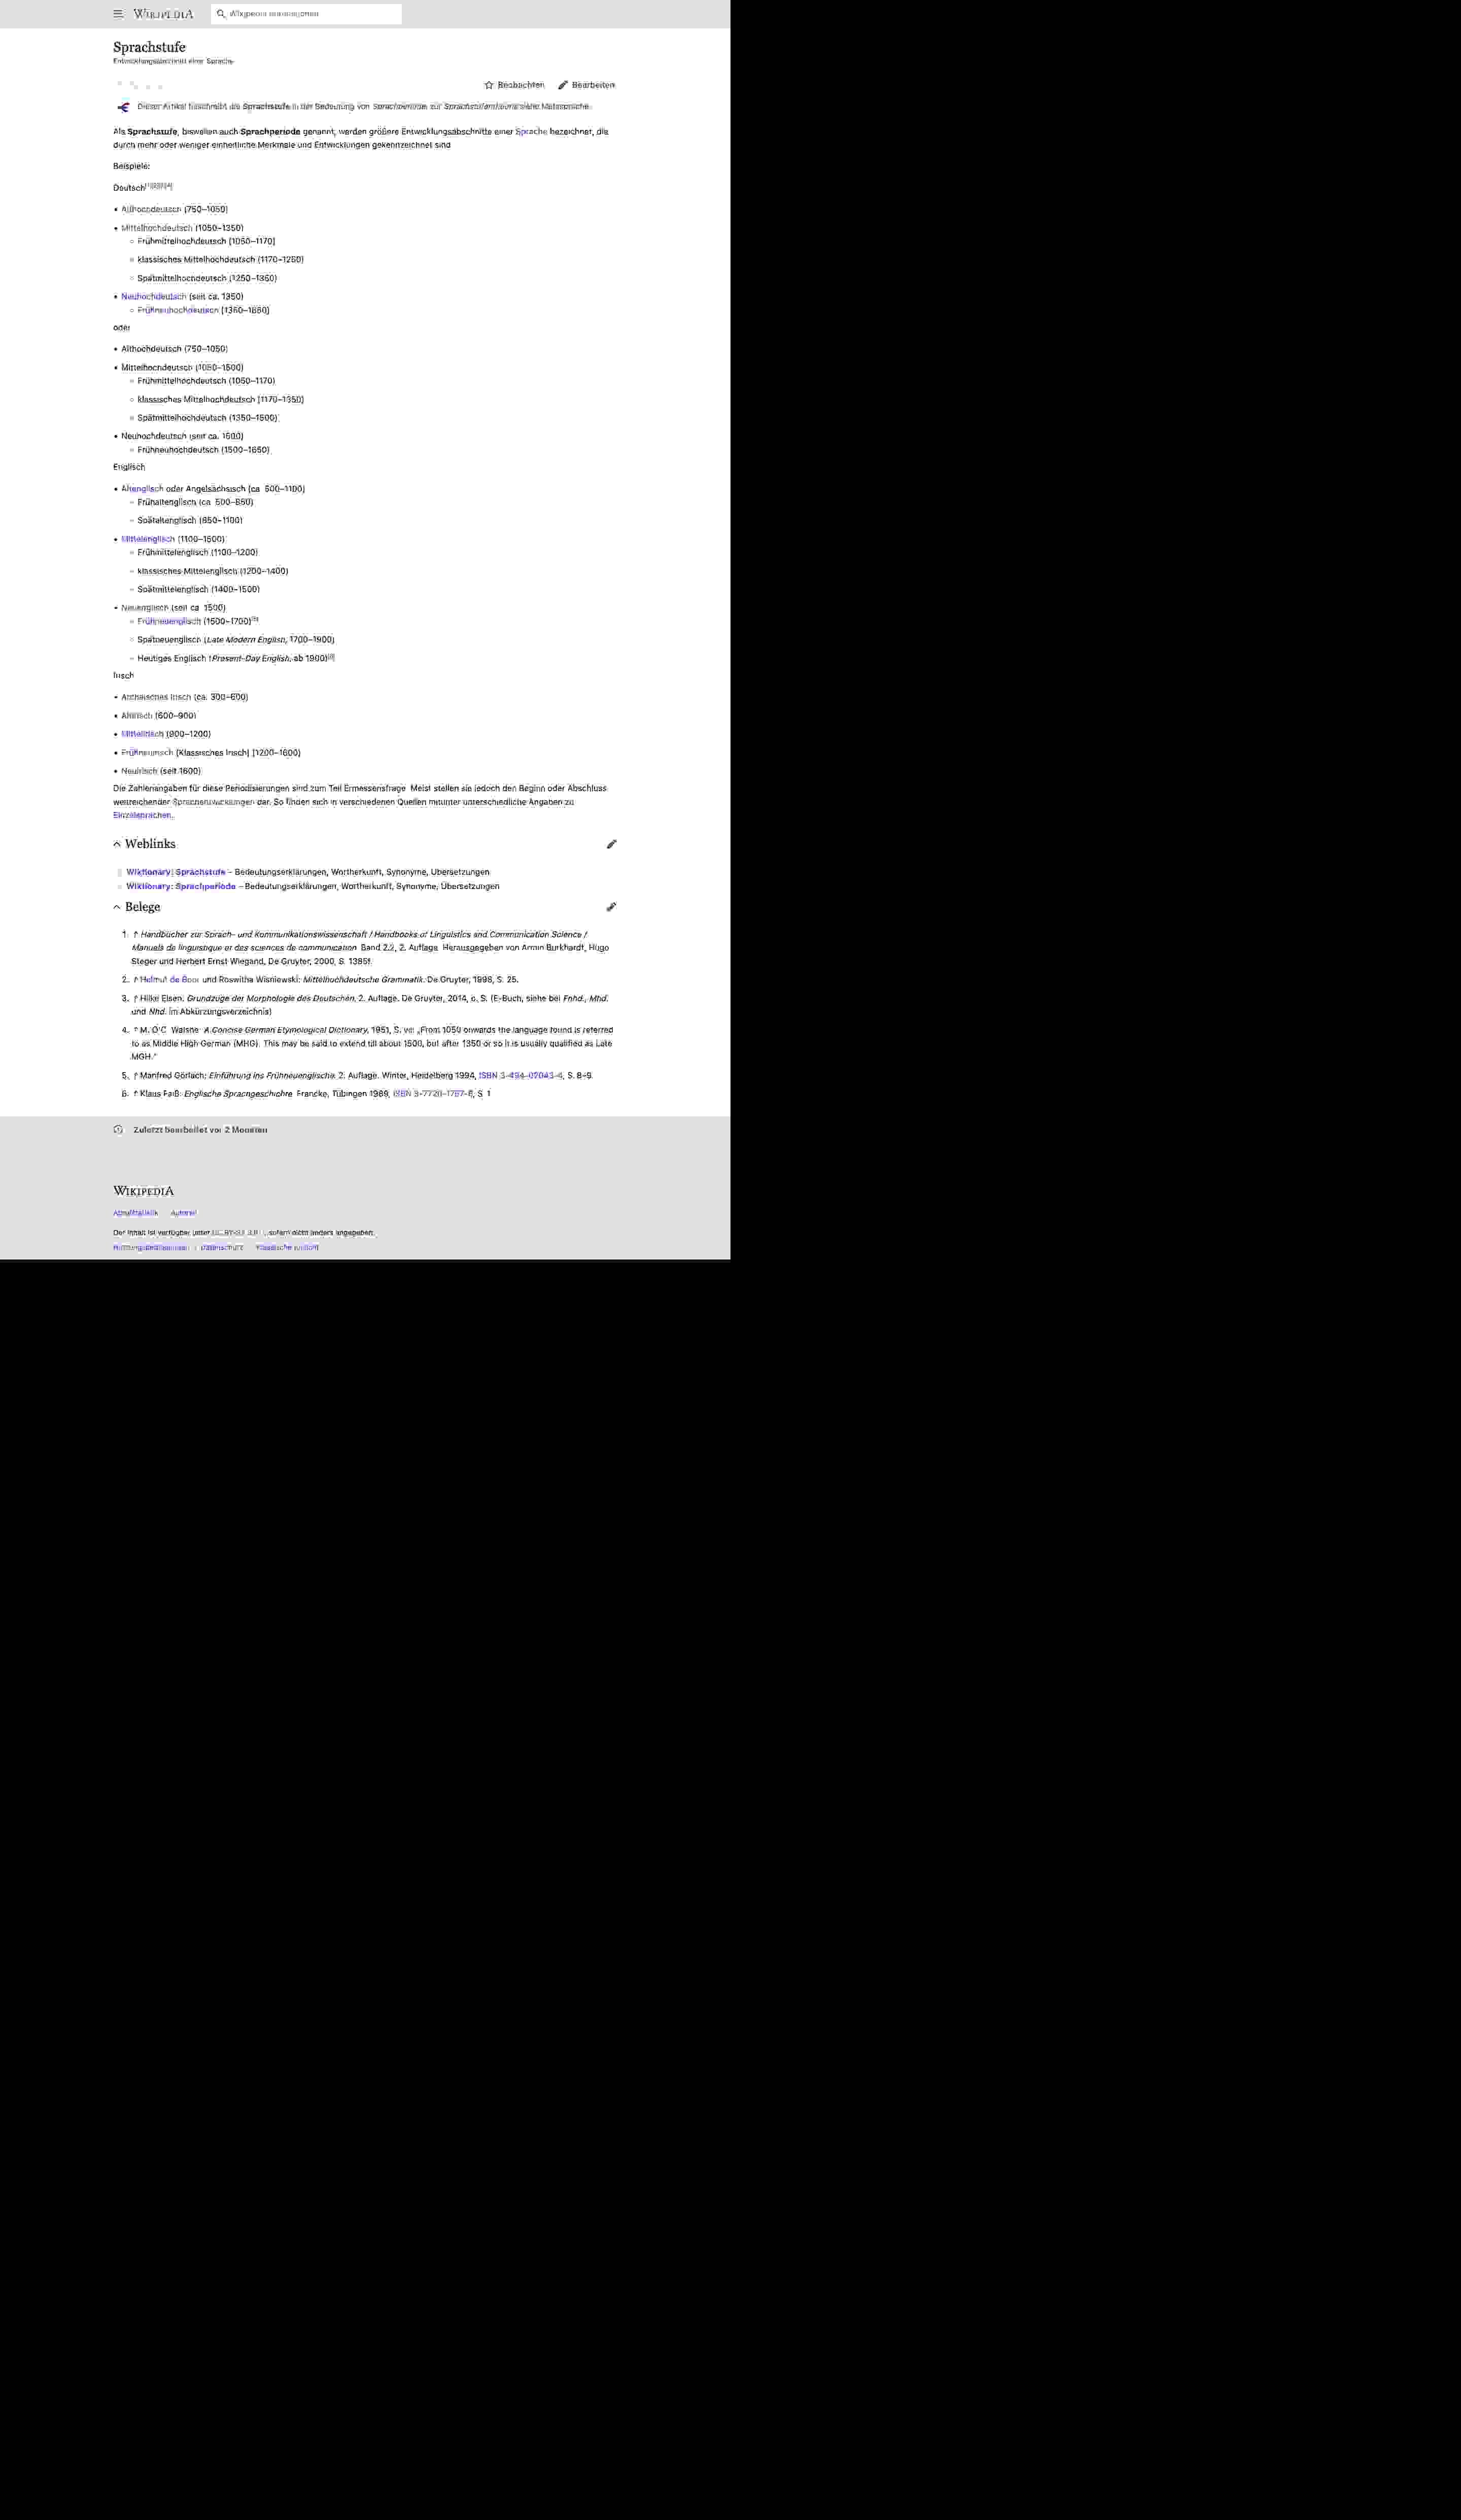 WIKIPEDIA
Sprachstufe
Entwicklungsabschnitt einer Sprache
Beobachten Bearbeiten
Dieser Artikel beschreibt die Sprachstufe in der Bedeutung von Sprachperiode, zur Sprachstufentheorie siehe Metasprache.
Als Sprachstufe, bisweilen auch Sprachperiode genannt, werden größere Entwicklungsabschnitte einer Sprache bezeichnet, die
durch mehr oder weniger einheitliche Merkmale und Entwicklungen gekennzeichnet sind
Beispiele:
Deutsch[1][2][3][4]
• Althochdeutsch (750–1050)
• Mittelhochdeutsch (1050–1350)
Frühmittelhochdeutsch (1050–1170)
klassisches Mittelhochdeutsch (1170–1250)
Spätmittelhochdeutsch (1250–1350)
• Neuhochdeutsch (seit ca. 1350)
Frühneuhochdeutsch (1350–1650)
oder
• Althochdeutsch (750–1050)
• Mittelhochdeutsch (1050–1500)
Frühmittelhochdeutsch (1050–1170)
klassisches Mittelhochdeutsch (1170–1350)
Spätmittelhochdeutsch (1350–1500)
• Neuhochdeutsch (seit ca. 1500)
Frühneuhochdeutsch (1500–1650)
Englisch
• Altenglisch oder Angelsächsisch (ca. 500–1100)
Frühaltenglisch (ca. 500–850)
Spätaltenglisch (850–1100)
• Mittelenglisch (1100–1500)
Frühmittelenglisch (1100–1200)
klassisches Mittelenglisch (1200–1400)
Spätmittelenglisch (1400–1500)
• Neuenglisch (seit ca. 1500)
Frühneuenglisch (1500–1700)[5]
Spätneuenglisch (Late Modern English, 1700–1900)
Heutiges Englisch (Present-Day English, ab 1900)[6]
Irisch
• Archaisches Irisch (ca. 300–600)
• Altirisch (600–900)
• Mittelirisch (900–1200)
• Frühneuirisch (Klassisches Irisch) (1200–1600)
• Neuirisch (seit 1600)
Die Zahlenangaben für diese Periodisierungen sind zum Teil Ermessensfrage. Meist stellen sie jedoch den Beginn oder Abschluss
weitreichender Sprachentwicklungen dar. So finden sich in verschiedenen Quellen mitunter unterschiedliche Angaben zu
Einzelsprachen.
Weblinks
Wiktionary: Sprachstufe – Bedeutungserklärungen, Wortherkunft, Synonyme, Übersetzungen
Wiktionary: Sprachperiode – Bedeutungserklärungen, Wortherkunft, Synonyme, Übersetzungen
Belege
1. ↑ Handbücher zur Sprach- und Kommunikationswissenschaft / Handbooks of Linguistics and Communication Science /
Manuels de linguistique et des sciences de communication. Band 2.2, 2. Auflage. Herausgegeben von Armin Burkhardt, Hugo
Steger und Herbert Ernst Wiegand. De Gruyter, 2000, S. 1385f.
2. ↑ Helmut de Boor und Roswitha Wisniewski: Mittelhochdeutsche Grammatik. De Gruyter, 1998, S. 25.
3. ↑ Hilke Elsen: Grundzüge der Morphologie des Deutschen. 2. Auflage. De Gruyter, 2014, o. S. (E-Buch, siehe bei Fnhd., Mhd.
und Nhd. im Abkürzungsverzeichnis)
4. ↑ M. O'C. Walshe: A Concise German Etymological Dictionary, 1951, S. vii: „From 1050 onwards the language found is referred
to as Middle High German (MHG). This may be said to extend till about 1500, but after 1350 or so it is usually qualified as Late
MGH.“
5. ↑ Manfred Görlach: Einführung ins Frühneuenglische. 2. Auflage. Winter, Heidelberg 1994, ISBN 3-494-02043-4, S. 8–9.
6. ↑ Klaus Faiß: Englische Sprachgeschichte. Francke, Tübingen 1989, ISBN 3-7720-1787-6, S. 1
Zuletzt bearbeitet vor 2 Monaten
WIKIPEDIA
Der Inhalt ist verfügbar unter CC BY-SA, sofern nicht anders angegeben.
Datenschutz Klassische Ansicht